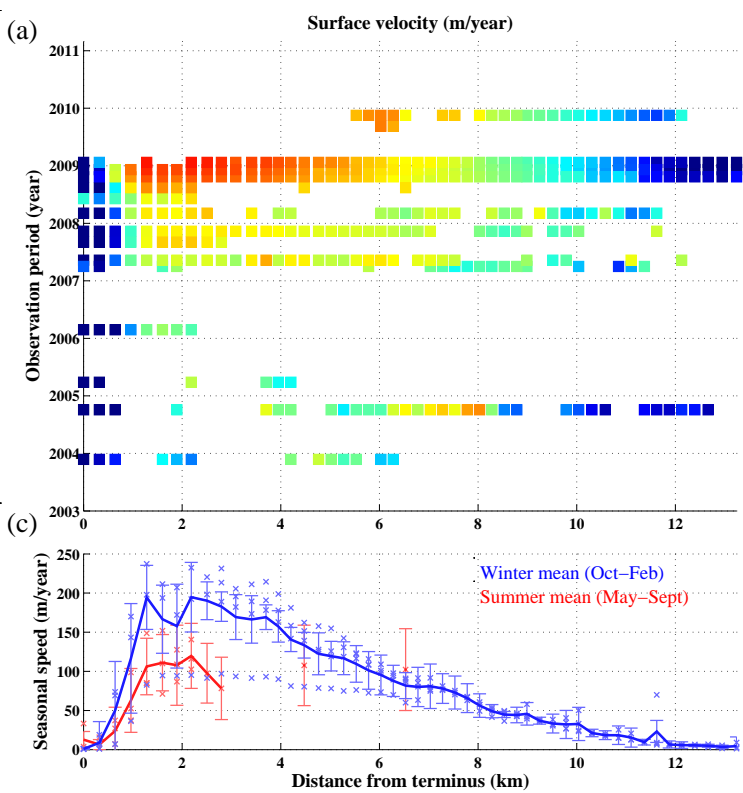 (a)
Surface velocity (m/year)
Observation period (year)
2011
2010
2009
2008
2007
2006
2005
2004
2003
0 2 4 6 8 10 12
(c)
Seasonal speed (m/year)
250
200
150
100
50
0
Winter mean (Oct–Feb)
Summer mean (May–Sept)
0 2 4 6 8 10 12
Distance from terminus (km)